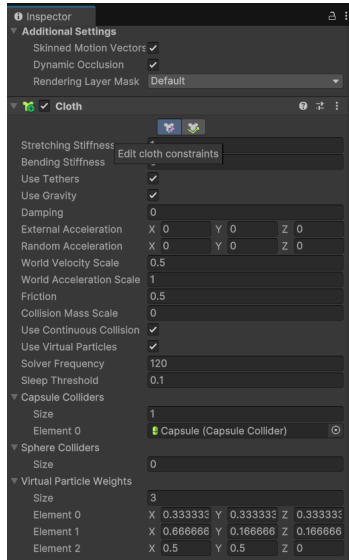 Inspector
Additional Settings
Skinned Motion Vectors
Dynamic Occlusion
Rendering Layer Mask Default
Cloth
Stretching Stiffness
Edit cloth constraints
Bending Stiffness
Use Tethers
Use Gravity
Damping 0
External Acceleration X 0 Y 0 Z 0
Random Acceleration X 0 Y 0 Z 0
World Velocity Scale 0.5
World Acceleration Scale 1
Friction 0.5
Collision Mass Scale 0
Use Continuous Collision
Use Virtual Particles
Solver Frequency 120
Sleep Threshold 0.1
Capsule Colliders
Size 1
Element 0 Capsule (Capsule Collider)
Sphere Colliders
Size 0
Virtual Particle Weights
Size 3
Element 0 X 0.333333 Y 0.333333 Z 0.333333
Element 1 X 0.666666 Y 0.166666 Z 0.166666
Element 2 X 0.5 Y 0.5 Z 0